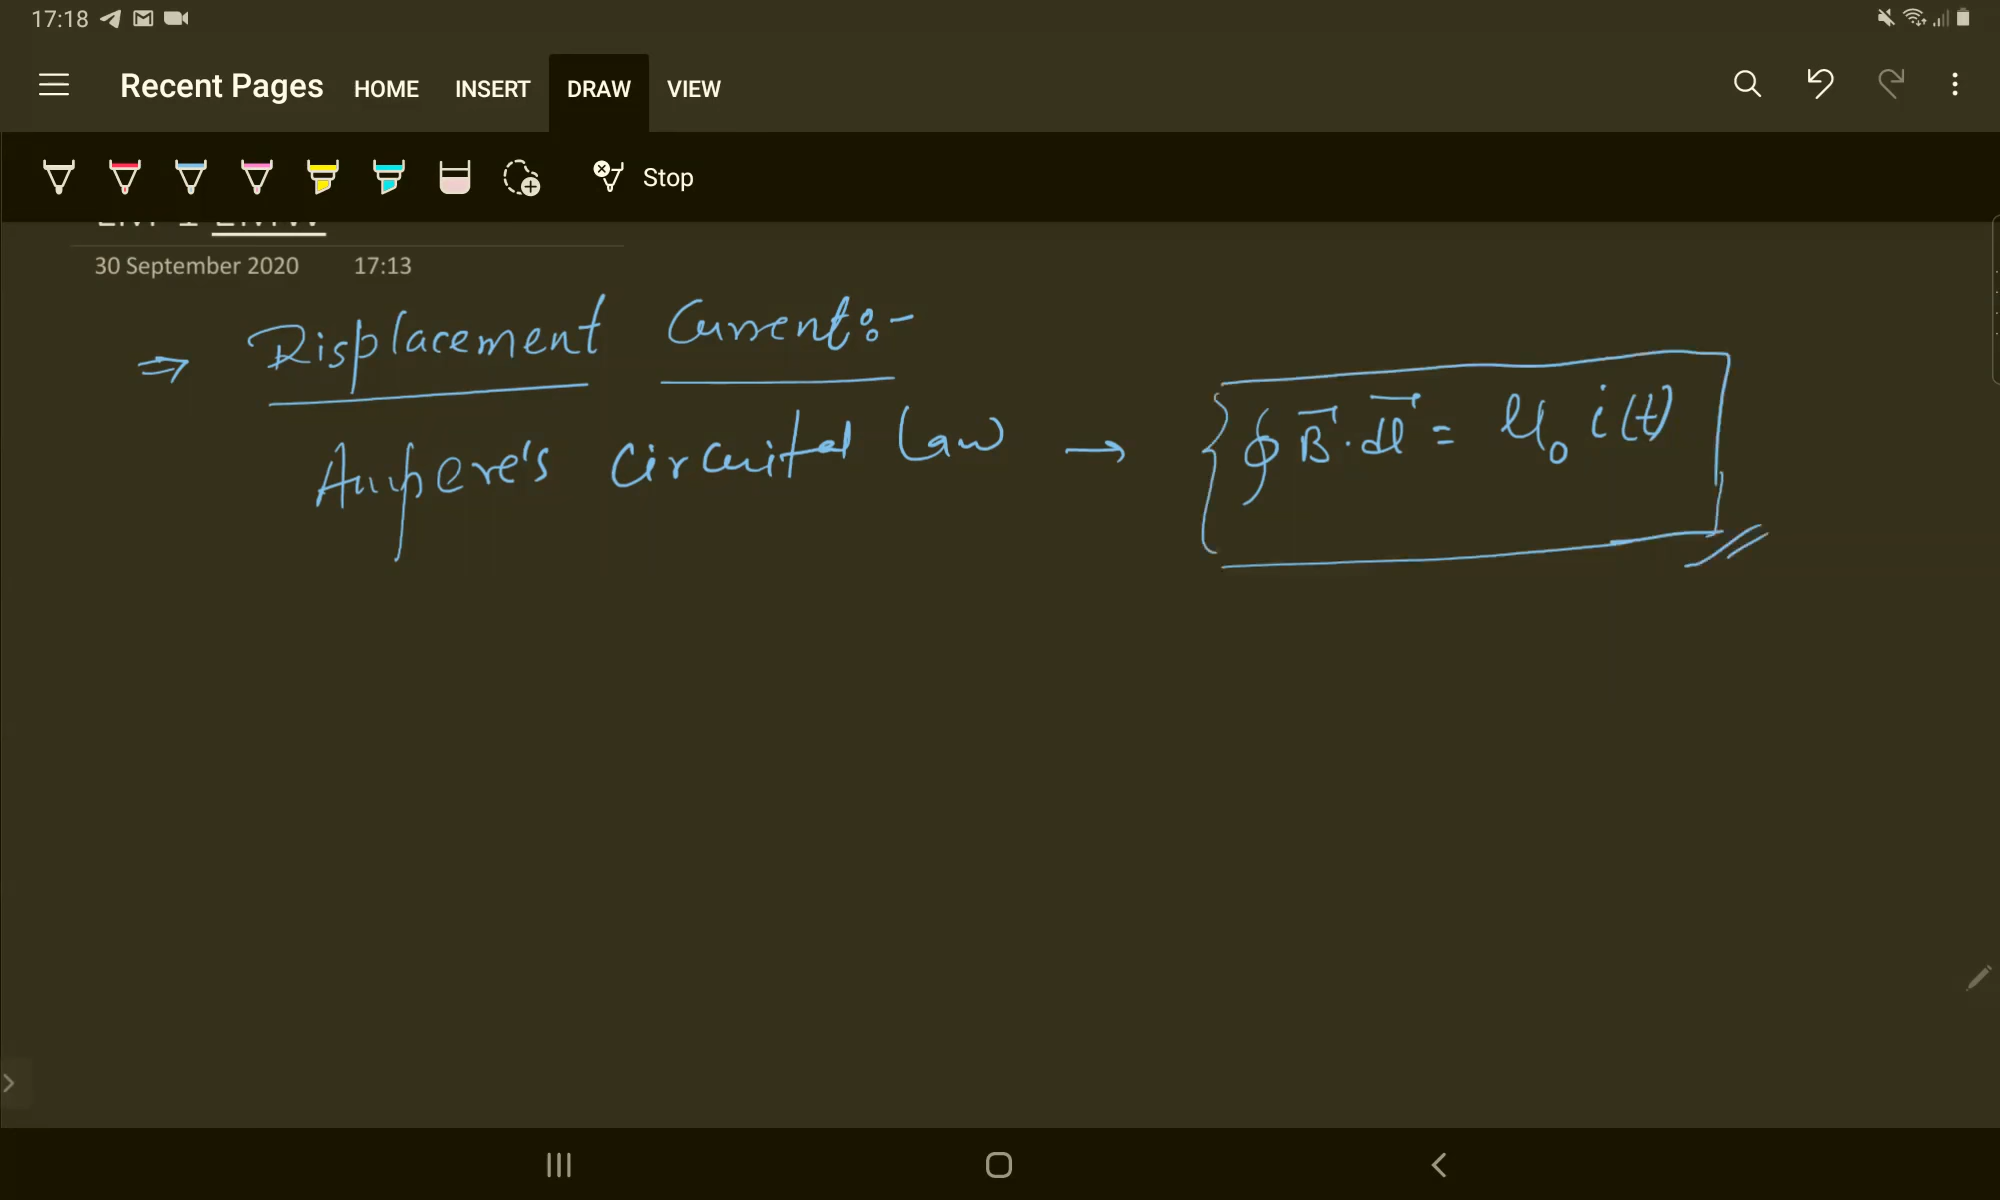 17:18
Recent Pages HOME INSERT DRAW VIEW
Stop
30 September 2020 17:13
⇒ Displacement Current:-
Ampere's Circuital Law → ∮ B⃗ · dl⃗ = μ₀ i(t)